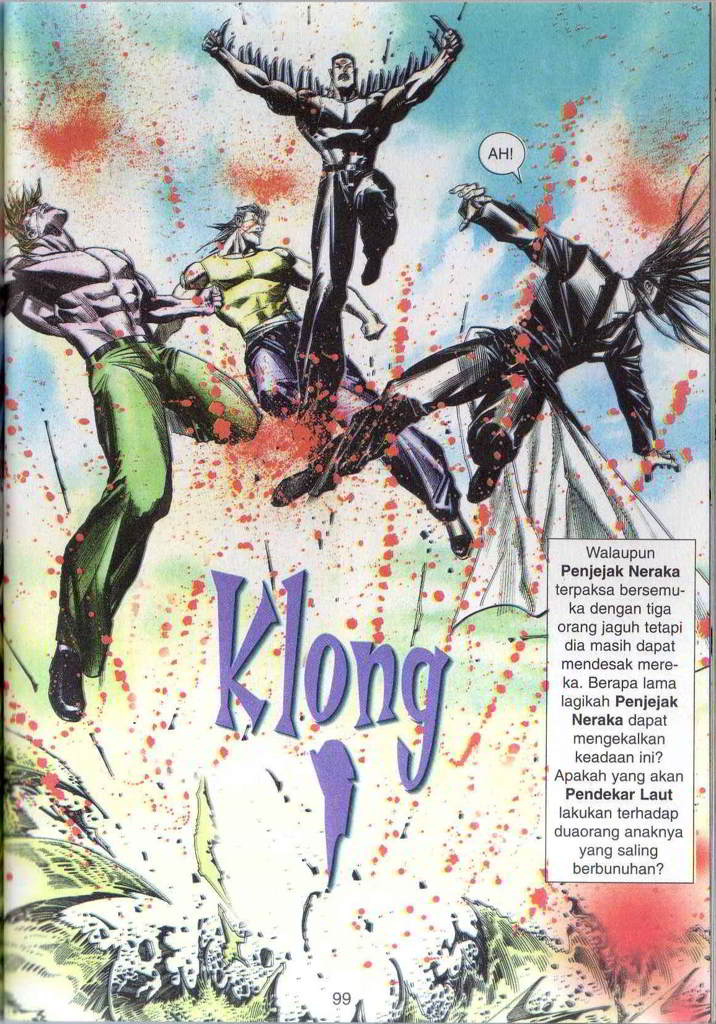 AH!
Klong!
Walaupun
Penjejak Neraka
terpaksa bersemu-
ka dengan tiga
orang jaguh tetapi
dia masih dapat
mendesak mere-
ka. Berapa lama
lagikah Penjejak
Neraka dapat
mengekalkan
keadaan ini?
Apakah yang akan
Pendekar Laut
lakukan terhadap
duaorang anaknya
yang saling
berbunuhan?
99